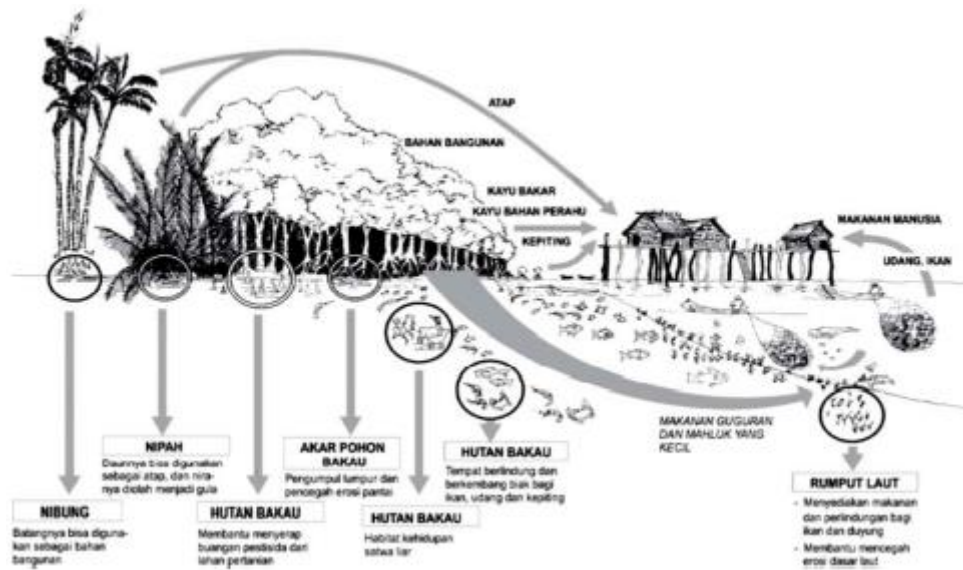 ATAP
BAHAN BANGUNAN
KAYU BAKAR
KAYU BAHAN PERAHU
KEPITING
MAKANAN MANUSIA
UDANG, IKAN
MAKANAN GUGURAN
DAN MAHLUK YANG
KECIL
NIBUNG
Batangnya bisa diguna-
kan sebagai bahan
bangunan
NIPAH
Daunnya bisa digunakan
sebagai atap, dan nira-
nya diolah menjadi gula
HUTAN BAKAU
Membantu menyerap
buangan pestisida dari
lahan pertanian
AKAR POHON
BAKAU
Pengumpul lumpur dan
pencegah erosi pantai
HUTAN BAKAU
Habitat kehidupan
satwa liar
HUTAN BAKAU
Tempat berlindung dan
berkembang biak bagi
ikan, udang dan kepiting
RUMPUT LAUT
- Menyediakan makanan
dan perlindungan bagi
ikan dan duyung
- Membantu mencegah
erosi dasar laut